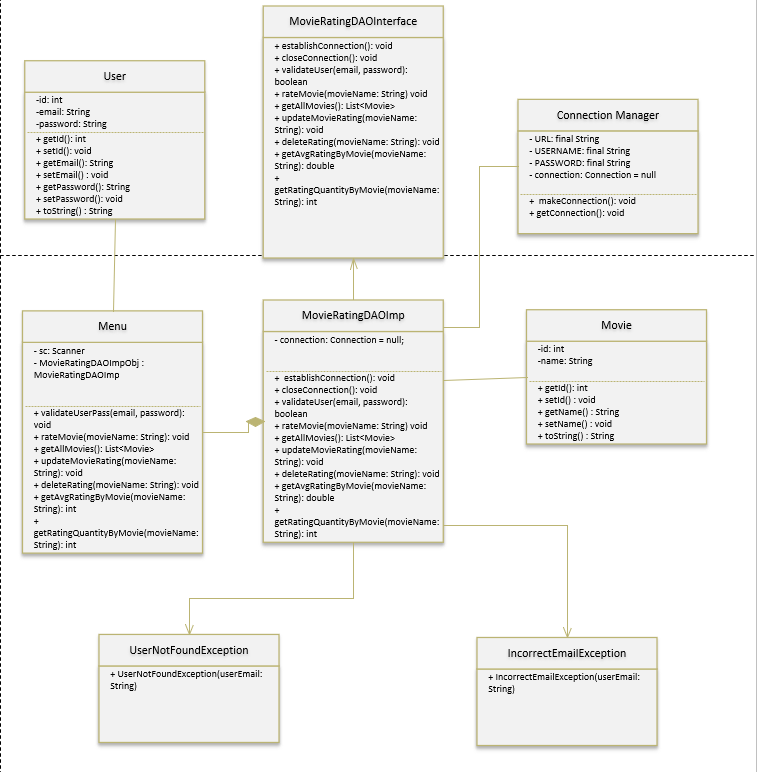 MovieRatingDAOInterface
+ establishConnection(): void
+ closeConnection(): void
+ validateUser(email, password):
boolean
+ rateMovie(movieName: String) void
+ getAllMovies(): List<Movie>
+ updateMovieRating(movieName:
String): void
+ deleteRating(movieName: String): void
+ getAvgRatingByMovie(movieName:
String): double
+
getRatingQuantityByMovie(movieName:
String): int
User
-id: int
-email: String
-password: String
+ getId(): int
+ setId(): void
+ getEmail(): String
+ setEmail() : void
+ getPassword(): String
+ setPassword(): void
+ toString() : String
Connection Manager
- URL: final String
- USERNAME: final String
- PASSWORD: final String
- connection: Connection = null
+  makeConnection(): void
+ getConnection(): void
Menu
- sc: Scanner
- MovieRatingDAOImpObj :
MovieRatingDAOImp
+ validateUserPass(email, password):
void
+ rateMovie(movieName: String): void
+ getAllMovies(): List<Movie>
+ updateMovieRating(movieName:
String): void
+ deleteRating(movieName: String): void
+ getAvgRatingByMovie(movieName:
String): int
+
getRatingQuantityByMovie(movieName:
String): int
MovieRatingDAOImp
- connection: Connection = null;
+  establishConnection(): void
+ closeConnection(): void
+ validateUser(email, password):
boolean
+ rateMovie(movieName: String) void
+ getAllMovies(): List<Movie>
+ updateMovieRating(movieName:
String): void
+ deleteRating(movieName: String): void
+ getAvgRatingByMovie(movieName:
String): double
+
getRatingQuantityByMovie(movieName:
String): int
Movie
-id: int
-name: String
+ getId(): int
+ setId() : void
+ getName() : String
+ setName() : void
+ toString() : String
UserNotFoundException
+ UserNotFoundException(userEmail:
String)
IncorrectEmailException
+ IncorrectEmailException(userEmail:
String)